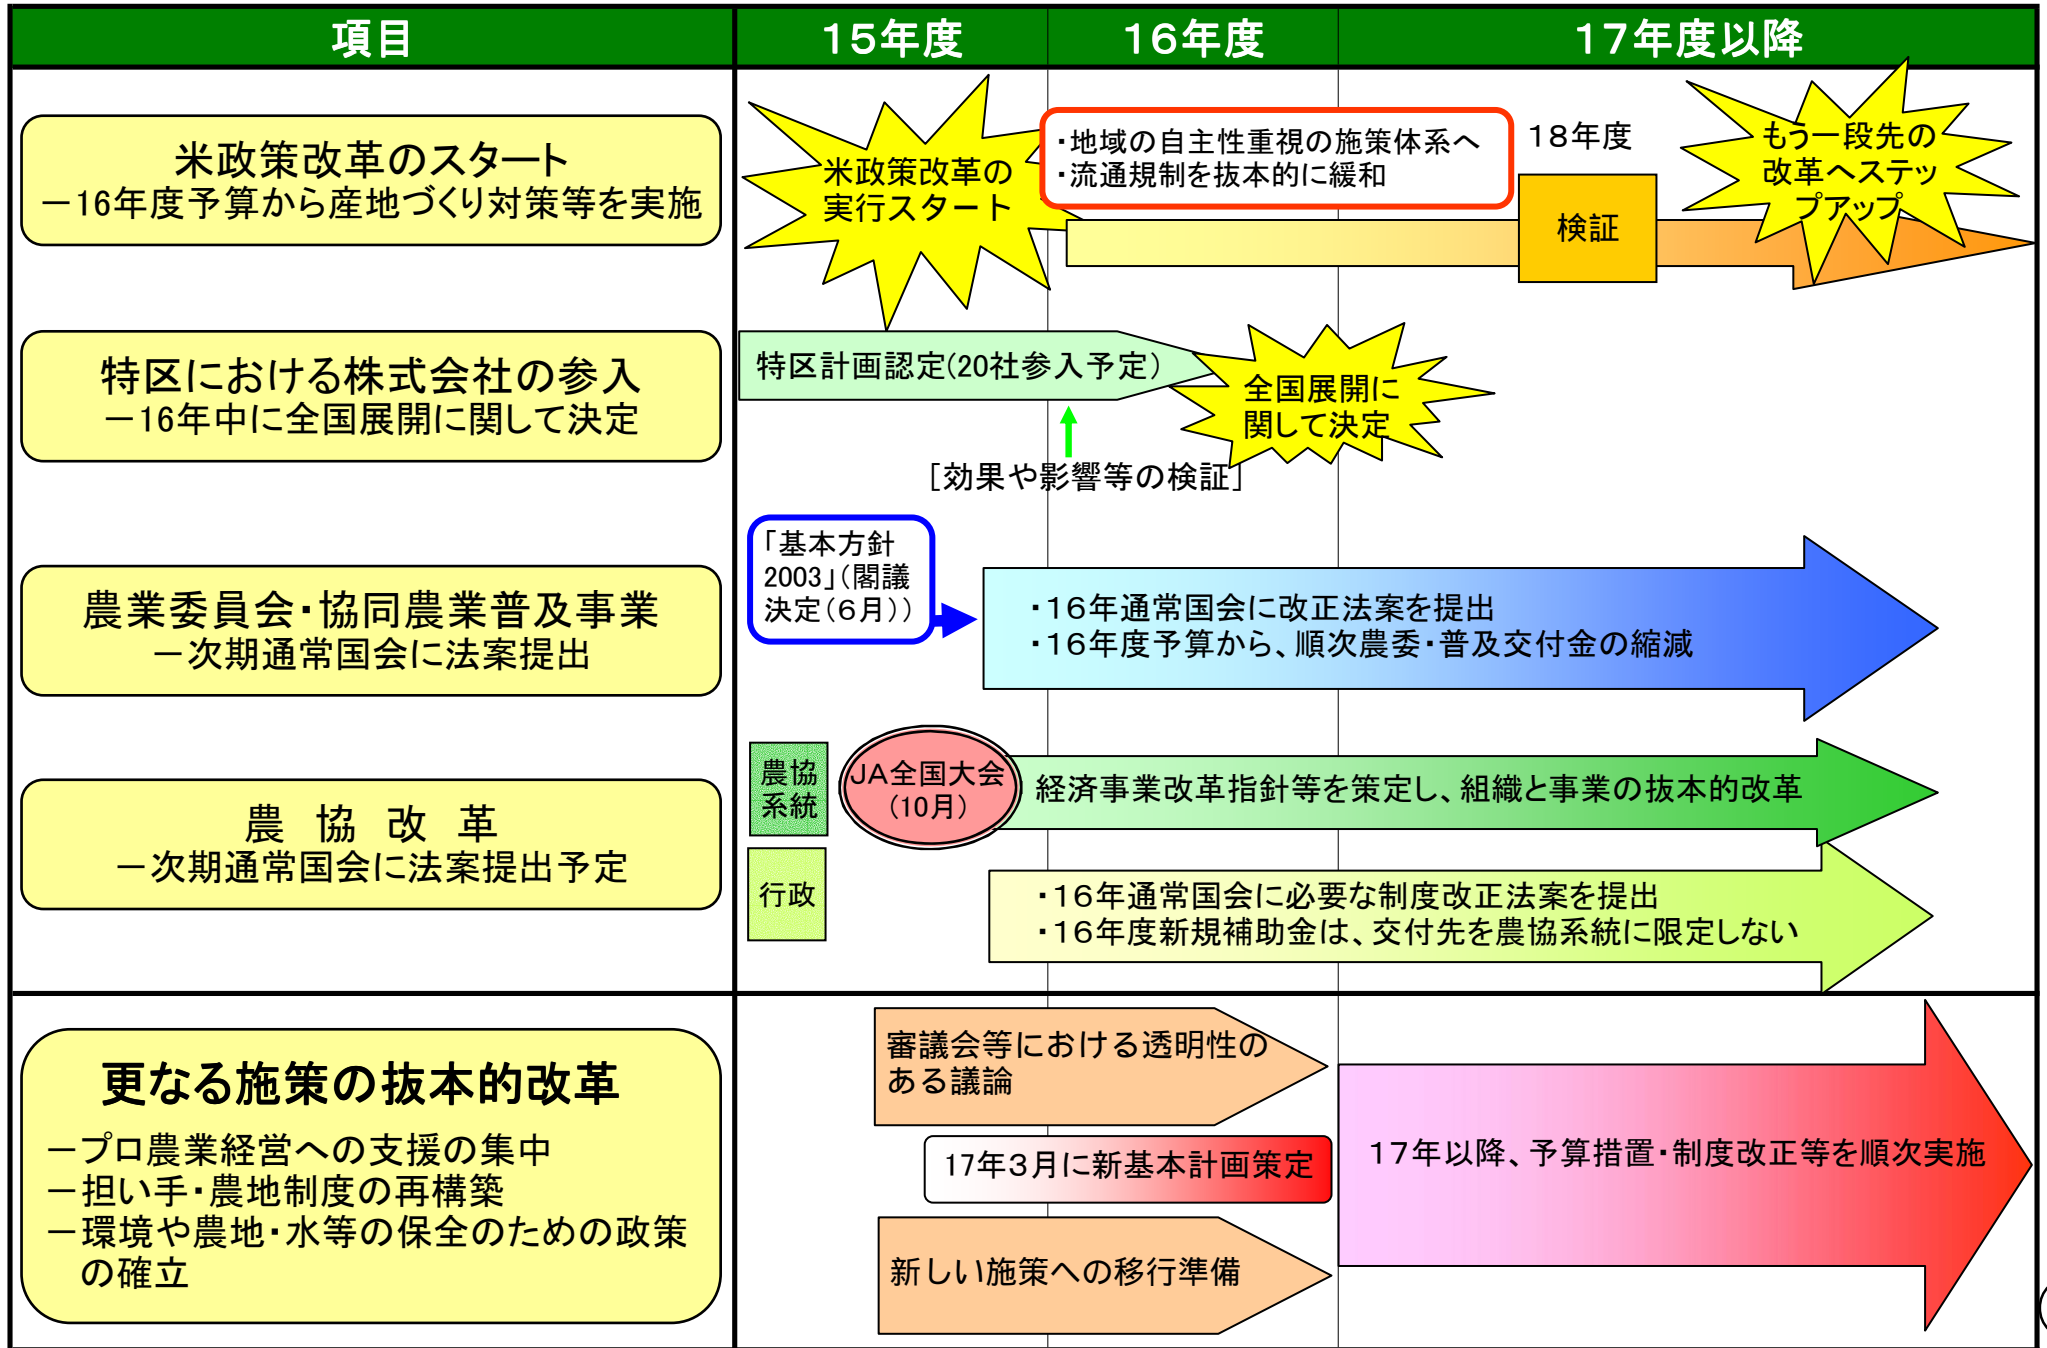 項目
15年度
16年度
17年度以降
米政策改革のスタート
－16年度予算から産地づくり対策等を実施
米政策改革の
実行スタート
・地域の自主性重視の施策体系へ
・流通規制を抜本的に緩和
18年度
検証
もう一段先の
改革へステッ
プアップ
特区における株式会社の参入
－16年中に全国展開に関して決定
特区計画認定(20社参入予定)
全国展開に
関して決定
[効果や影響等の検証]
農業委員会・協同農業普及事業
－次期通常国会に法案提出
「基本方針
2003」(閣議
決定(６月))
・16年通常国会に改正法案を提出
・16年度予算から、順次農委・普及交付金の縮減
農　協　改　革
－次期通常国会に法案提出予定
農協
系統
JA全国大会
(10月)
経済事業改革指針等を策定し、組織と事業の抜本的改革
行政
・16年通常国会に必要な制度改正法案を提出
・16年度新規補助金は、交付先を農協系統に限定しない
更なる施策の抜本的改革
－プロ農業経営への支援の集中
－担い手・農地制度の再構築
－環境や農地・水等の保全のための政策
の確立
審議会等における透明性の
ある議論
17年３月に新基本計画策定
新しい施策への移行準備
17年以降、予算措置・制度改正等を順次実施